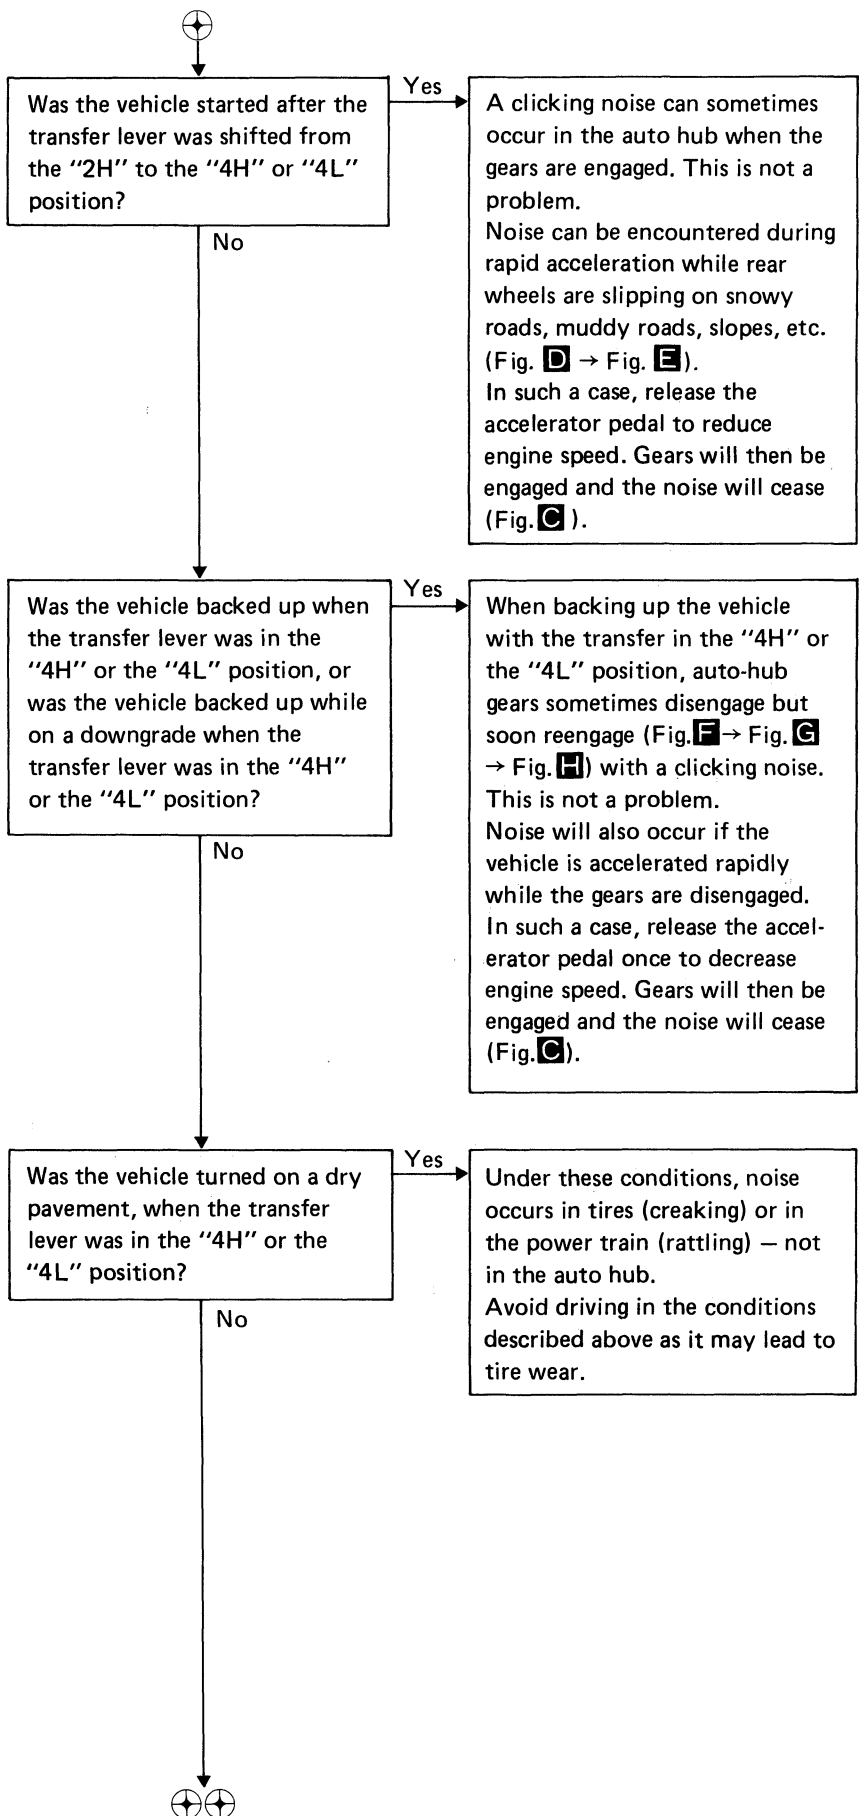 Was the vehicle started after the
transfer lever was shifted from
the "2H" to the "4H" or "4L"
position?
Yes
A clicking noise can sometimes
occur in the auto hub when the
gears are engaged. This is not a
problem.
Noise can be encountered during
rapid acceleration while rear
wheels are slipping on snowy
roads, muddy roads, slopes, etc.
(Fig. D → Fig. E).
In such a case, release the
accelerator pedal to reduce
engine speed. Gears will then be
engaged and the noise will cease
(Fig. C ).
No
Was the vehicle backed up when
the transfer lever was in the
"4H" or the "4L" position, or
was the vehicle backed up while
on a downgrade when the
transfer lever was in the "4H"
or the "4L" position?
Yes
When backing up the vehicle
with the transfer in the "4H" or
the "4L" position, auto-hub
gears sometimes disengage but
soon reengage (Fig. F → Fig. G
→ Fig. H) with a clicking noise.
This is not a problem.
Noise will also occur if the
vehicle is accelerated rapidly
while the gears are disengaged.
In such a case, release the accel-
erator pedal once to decrease
engine speed. Gears will then be
engaged and the noise will cease
(Fig. C).
No
Was the vehicle turned on a dry
pavement, when the transfer
lever was in the "4H" or the
"4L" position?
Yes
Under these conditions, noise
occurs in tires (creaking) or in
the power train (rattling) — not
in the auto hub.
Avoid driving in the conditions
described above as it may lead to
tire wear.
No